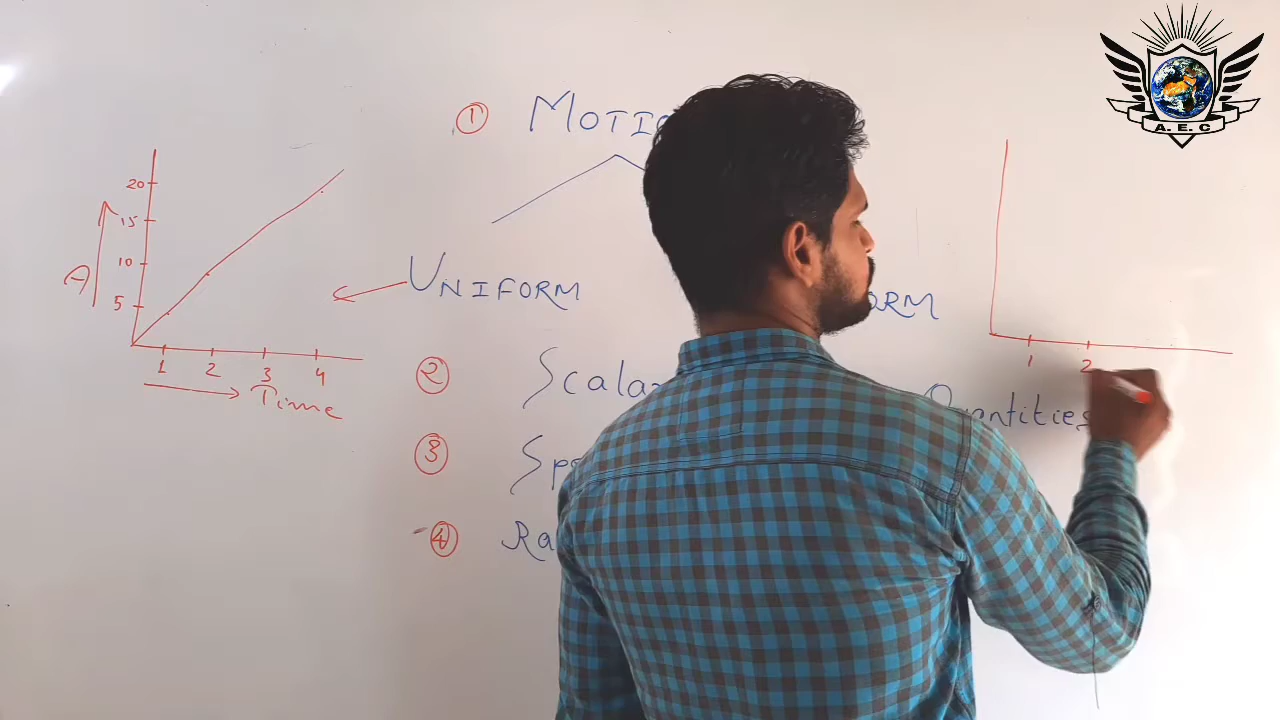 A. E. C
① MOTIO
20
15
10
5
A
1 2 3 4
Time
UNIFORM
ORM
1 2
② Scala
Quantities
③ Sp
④ Ra